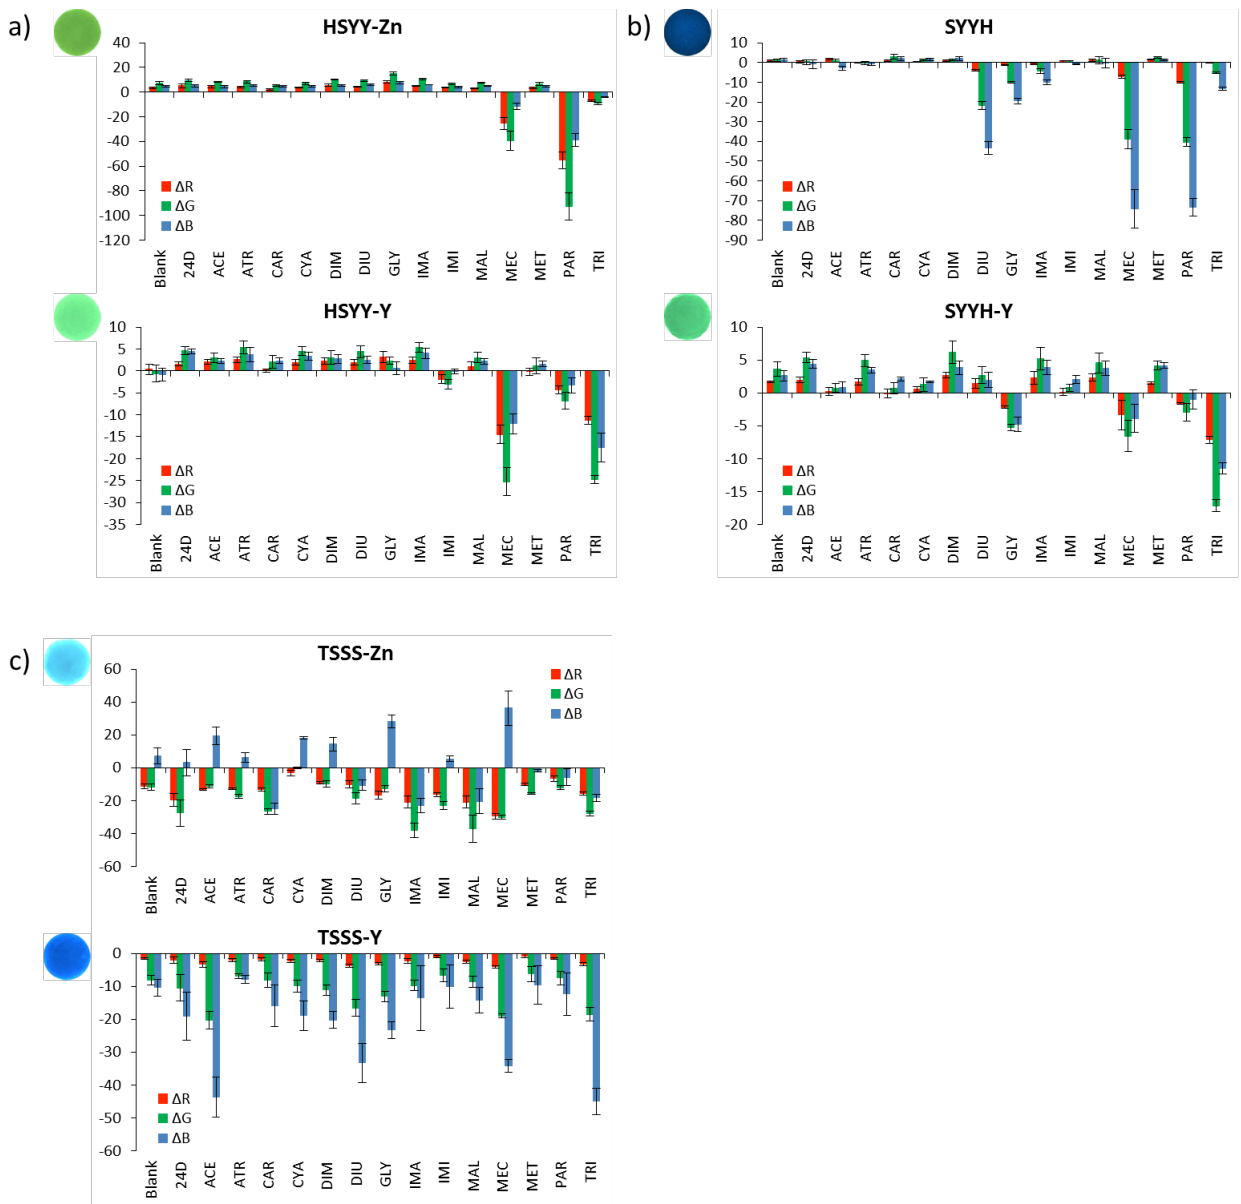 a)
HSYY-Zn
40
20
0
-20
-40
-60
-80
-100
-120
ΔR
ΔG
ΔB
Blank 24D ACE ATR CAR CYA DIM DIU GLY IMA IMI MAL MEC MET PAR TRI
HSYY-Y
10
5
0
-5
-10
-15
-20
-25
-30
-35
ΔR
ΔG
ΔB
Blank 24D ACE ATR CAR CYA DIM DIU GLY IMA IMI MAL MEC MET PAR TRI
b)
SYYH
10
0
-10
-20
-30
-40
-50
-60
-70
-80
-90
ΔR
ΔG
ΔB
Blank 24D ACE ATR CAR CYA DIM DIU GLY IMA IMI MAL MEC MET PAR TRI
SYYH-Y
10
5
0
-5
-10
-15
-20
ΔR
ΔG
ΔB
Blank 24D ACE ATR CAR CYA DIM DIU GLY IMA IMI MAL MEC MET PAR TRI
c)
TSSS-Zn
60
40
20
0
-20
-40
-60
ΔR
ΔG
ΔB
Blank 24D ACE ATR CAR CYA DIM DIU GLY IMA IMI MAL MEC MET PAR TRI
TSSS-Y
0
-10
-20
-30
-40
-50
-60
ΔR
ΔG
ΔB
Blank 24D ACE ATR CAR CYA DIM DIU GLY IMA IMI MAL MEC MET PAR TRI